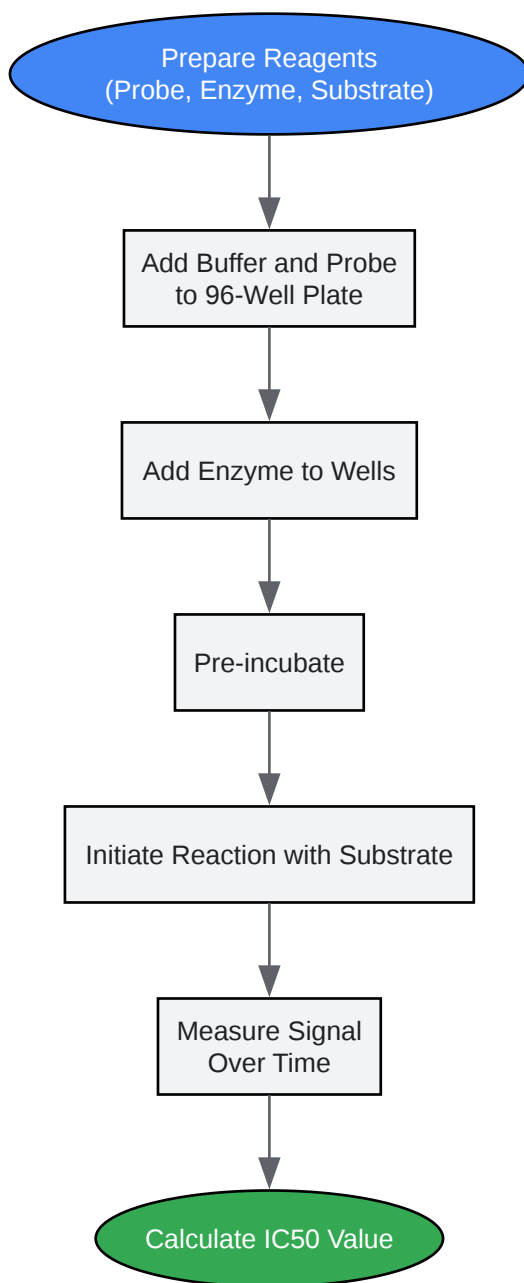 Prepare Reagents
(Probe, Enzyme, Substrate)
Add Buffer and Probe
to 96-Well Plate
Add Enzyme to Wells
Pre-incubate
Initiate Reaction with Substrate
Measure Signal
Over Time
Calculate IC50 Value